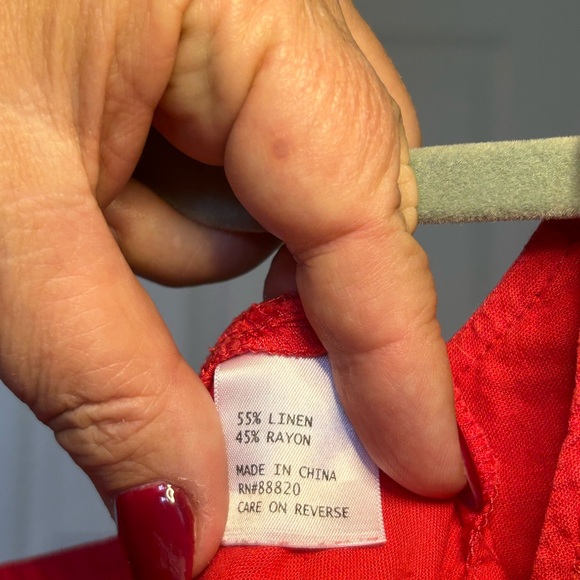 55% LINEN
45% RAYON
MADE IN CHINA
RN#88820
CARE ON REVERSE